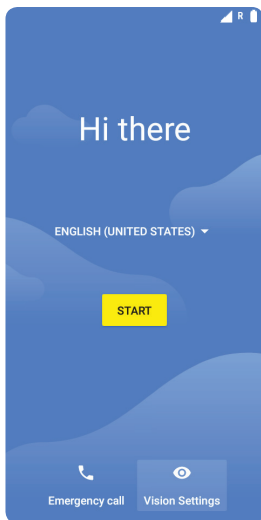 R
Hi there
ENGLISH (UNITED STATES)
START
Emergency call
Vision Settings